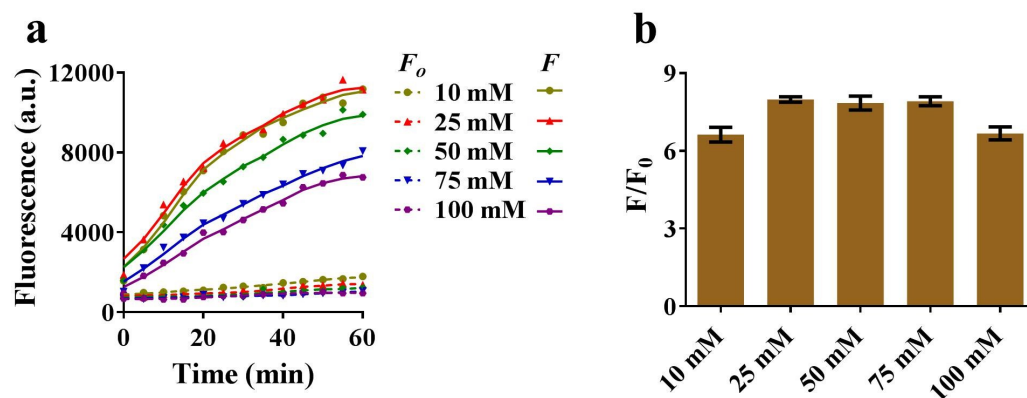 a
Fluorescence (a.u.)
12000
8000
4000
0
0 20 40 60
Time (min)
Fo F
10 mM
25 mM
50 mM
75 mM
100 mM
b
F/F0
9
6
3
0
10 mM
25 mM
50 mM
75 mM
100 mM